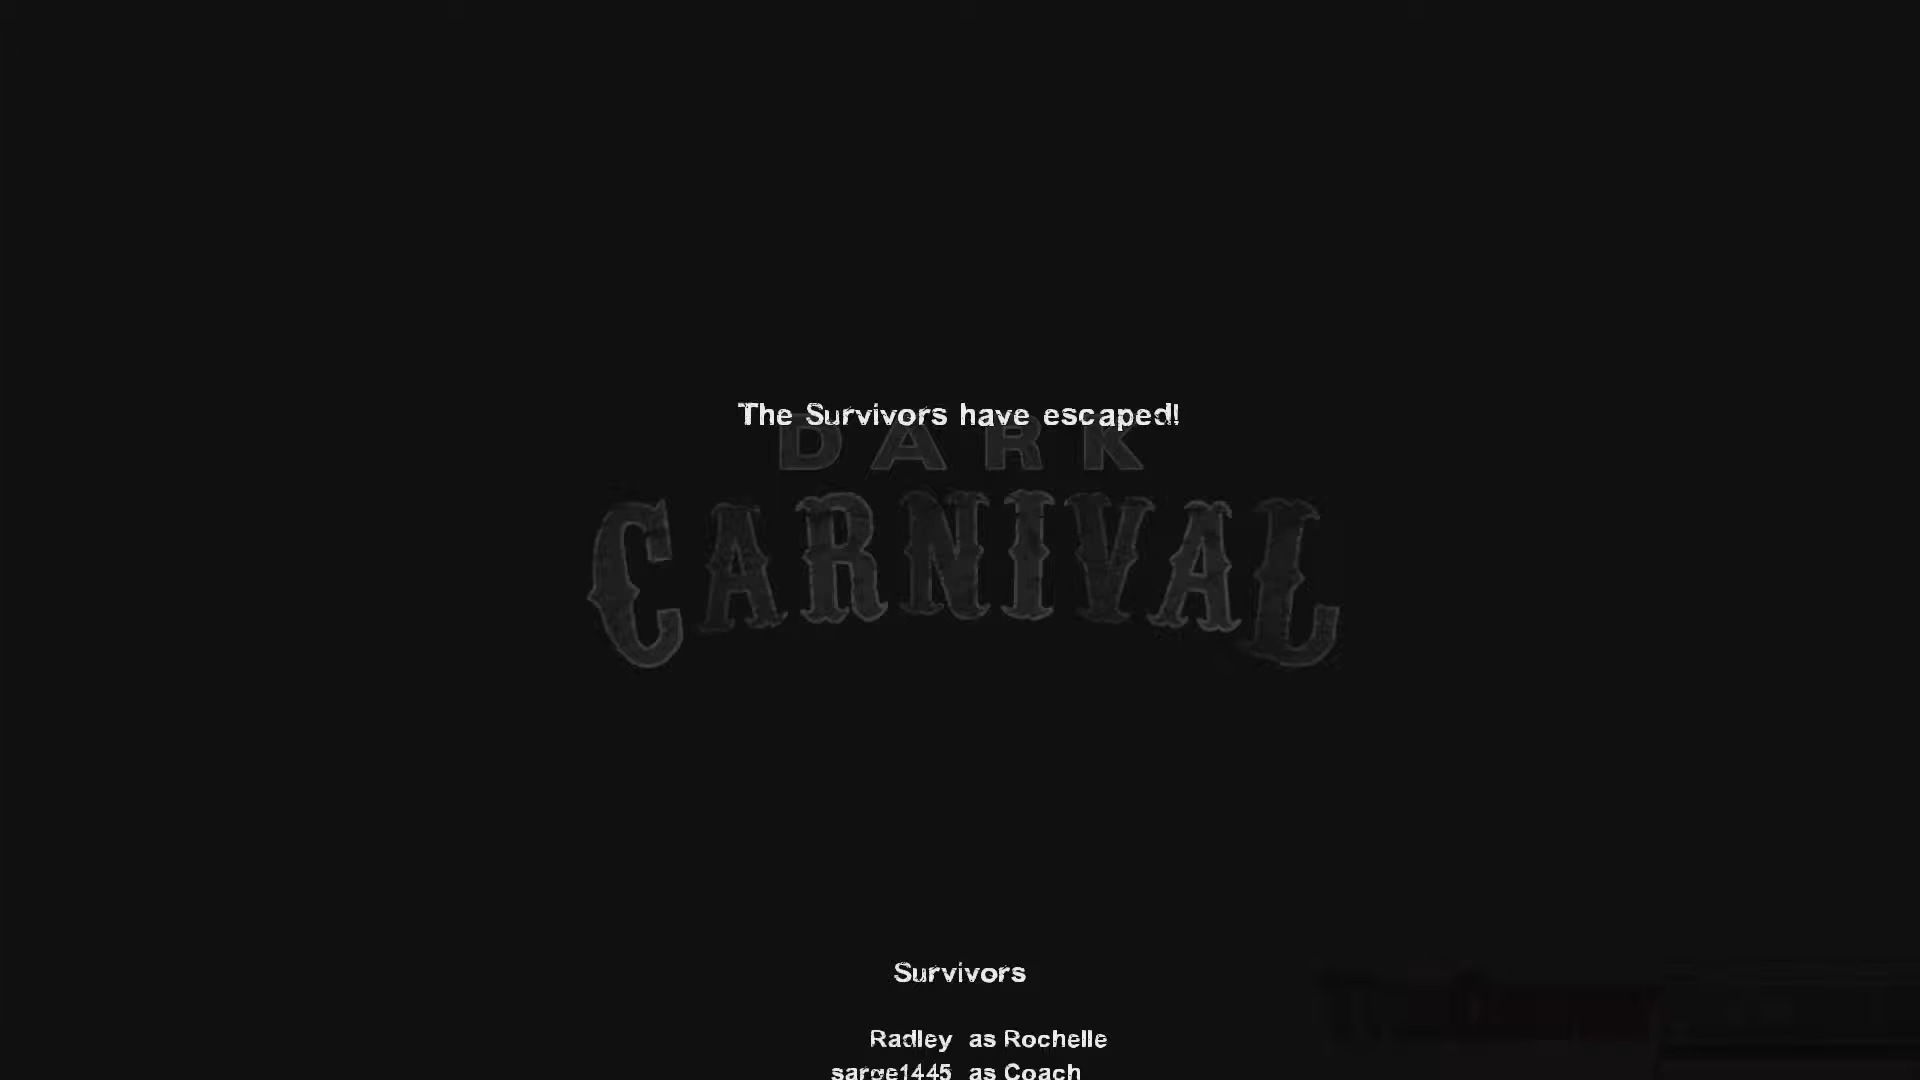 The Survivors have escaped!
DARK
CARNIVAL
Survivors
Radley as Rochelle
sarge1445 as Coach